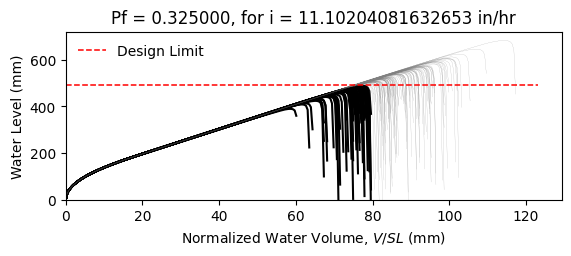 Pf = 0.325000, for i = 11.10204081632653 in/hr
Design Limit
Water Level (mm)
600
400
200
0
0 20 40 60 80 100 120
Normalized Water Volume, V/SL (mm)